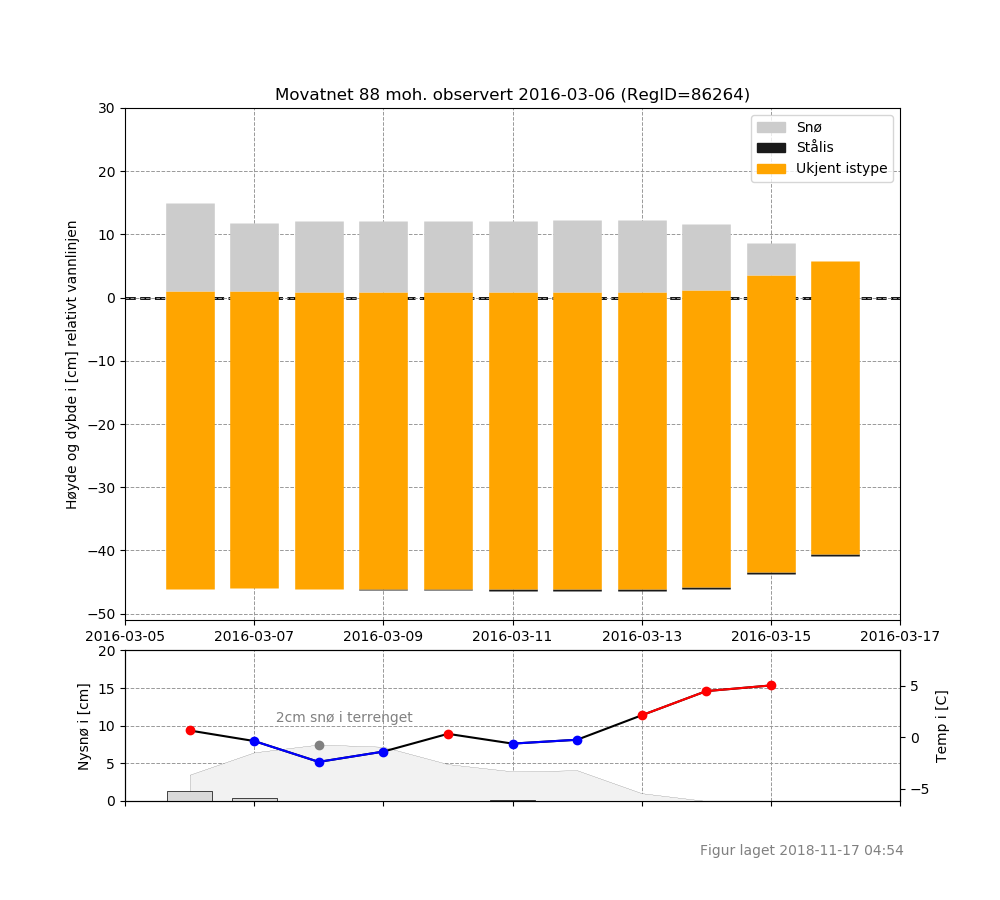 Movatnet 88 moh. observert 2016-03-06 (RegID=86264)
Høyde og dybde i [cm] relativt vannlinjen
30
20
10
0
−10
−20
−30
−40
−50
Snø
Stålis
Ukjent istype
2016-03-05 2016-03-07 2016-03-09 2016-03-11 2016-03-13 2016-03-15 2016-03-17
Nysnø i [cm]
20
15
10
5
0
2cm snø i terrenget
5
0
−5
Temp i [C]
Figur laget 2018-11-17 04:54